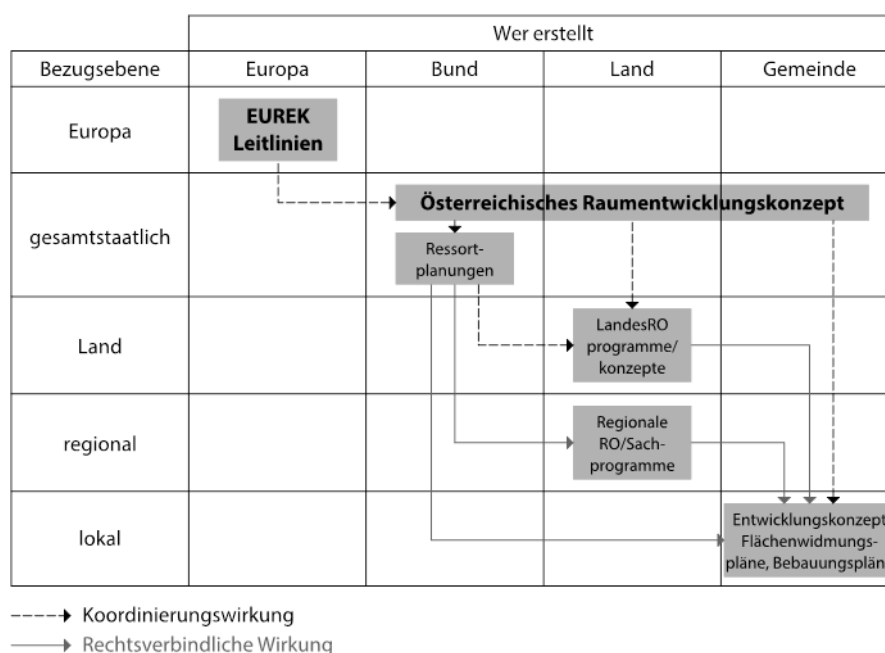 Wer erstellt
Bezugsebene Europa Bund Land Gemeinde
Europa
EUREK
Leitlinien
gesamtstaatlich
Österreichisches Raumentwicklungskonzept
Ressort-
planungen
Land
LandesRO
programme/
konzepte
regional
Regionale
RO/Sach-
programme
lokal
Entwicklungskonzept
Flächenwidmungs-
pläne, Bebauungsplän
Koordinierungswirkung
Rechtsverbindliche Wirkung